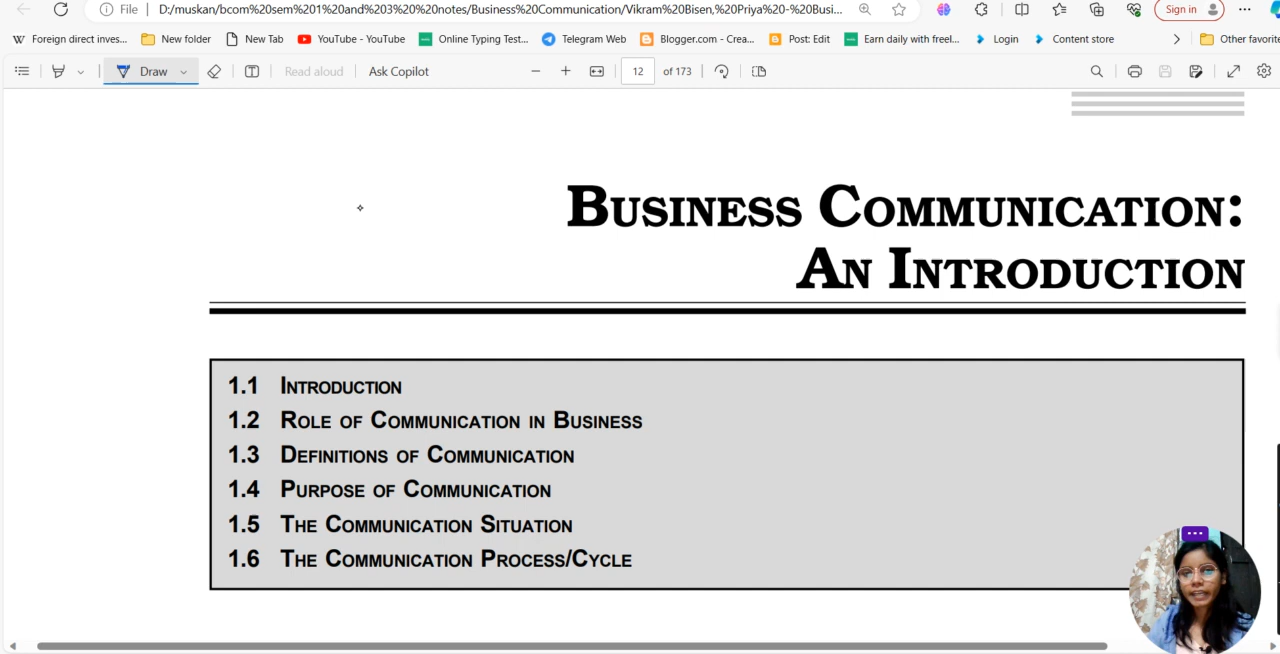 File
D:/muskan/bcom%20sem%201%20and%203%20%20notes/Business%20Communication/Vikram%20Bisen,%20Priya%20-%20Busi...
Sign in
Foreign direct inves...
New folder
New Tab
YouTube - YouTube
Online Typing Test...
Telegram Web
Blogger.com - Crea...
Post: Edit
Earn daily with freel...
Login
Content store
Other favorite
Draw
Read aloud
Ask Copilot
12 of 173
BUSINESS COMMUNICATION:
AN INTRODUCTION
1.1 INTRODUCTION
1.2 ROLE OF COMMUNICATION IN BUSINESS
1.3 DEFINITIONS OF COMMUNICATION
1.4 PURPOSE OF COMMUNICATION
1.5 THE COMMUNICATION SITUATION
1.6 THE COMMUNICATION PROCESS/CYCLE